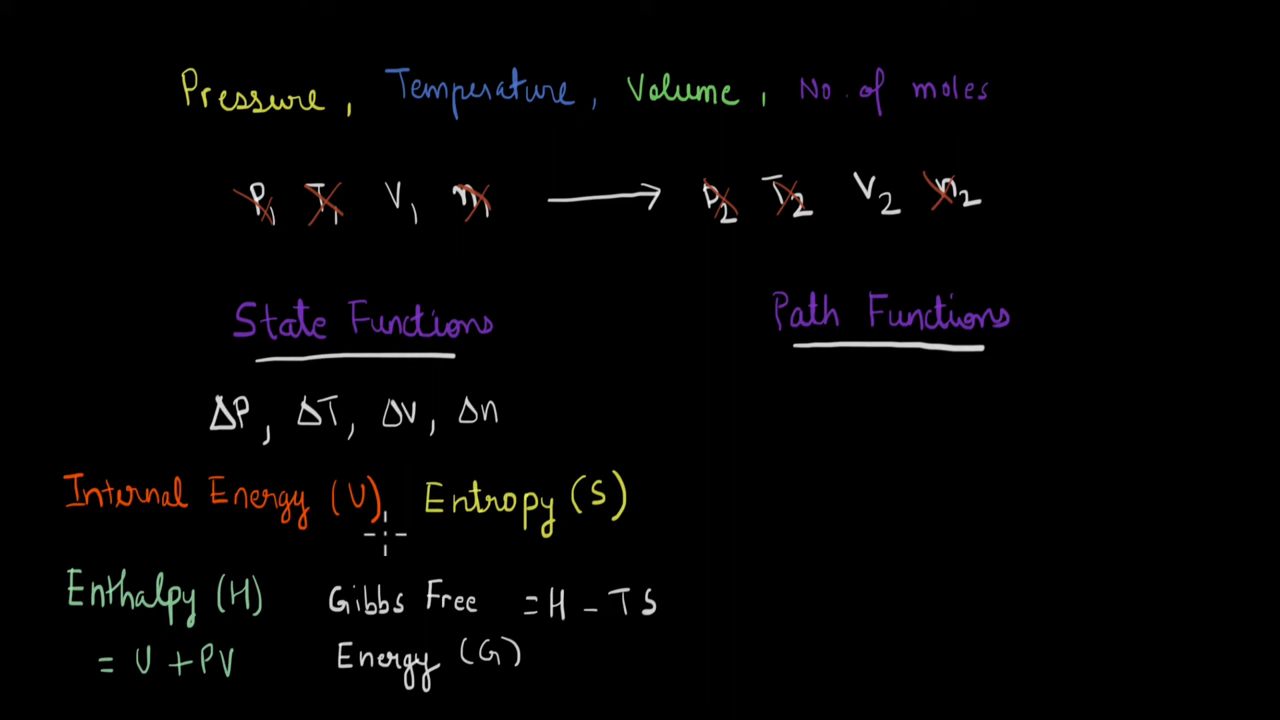 Pressure, Temperature, Volume, No. of moles
P₁ T₁ V₁ n₁ → P₂ T₂ V₂ n₂
State Functions Path Functions
ΔP, ΔT, ΔV, Δn
Internal Energy (U) Entropy (S)
Enthalpy (H) Gibbs Free = H - TS
= U + PV Energy (G)